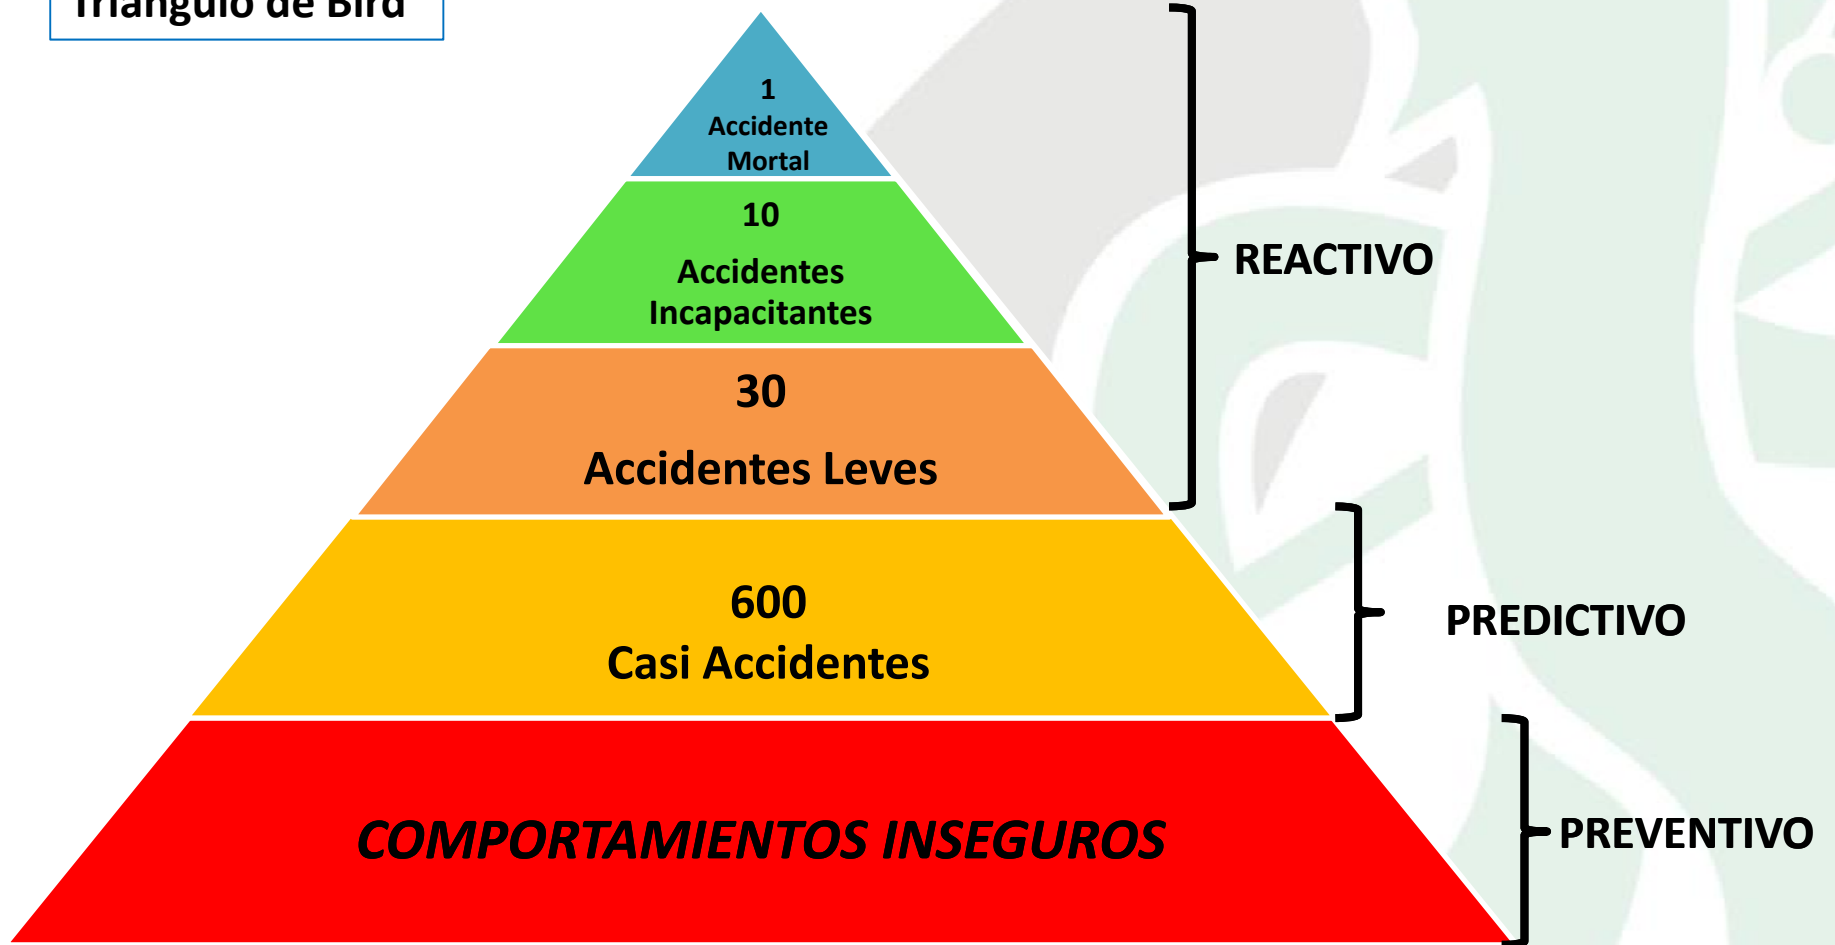 Triángulo de Bird
1
Accidente
Mortal
10
Accidentes
Incapacitantes
REACTIVO
30
Accidentes Leves
600
Casi Accidentes
PREDICTIVO
COMPORTAMIENTOS INSEGUROS
PREVENTIVO